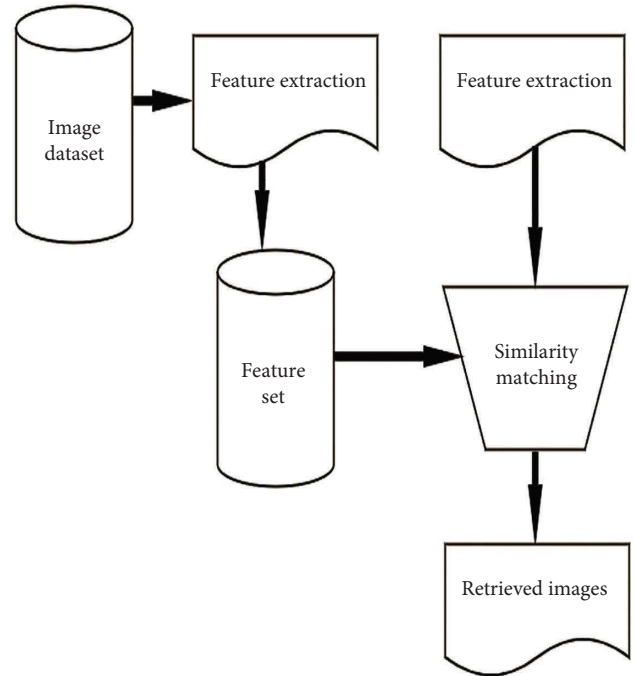 Image
dataset
Feature extraction
Feature extraction
Feature
set
Similarity
matching
Retrieved images